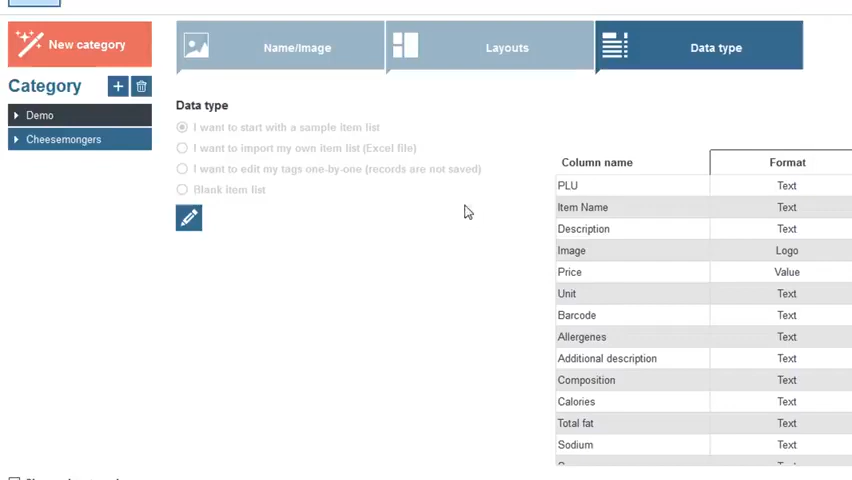 New category
Name/Image
Layouts
Data type
Category
Demo
Cheesemongers
Data type
I want to start with a sample item list
I want to import my own item list (Excel file)
I want to edit my tags one-by-one (records are not saved)
Blank item list
Column name Format
PLU Text
Item Name Text
Description Text
Image Logo
Price Value
Unit Text
Barcode Text
Allergenes Text
Additional description Text
Composition Text
Calories Text
Total fat Text
Sodium Text